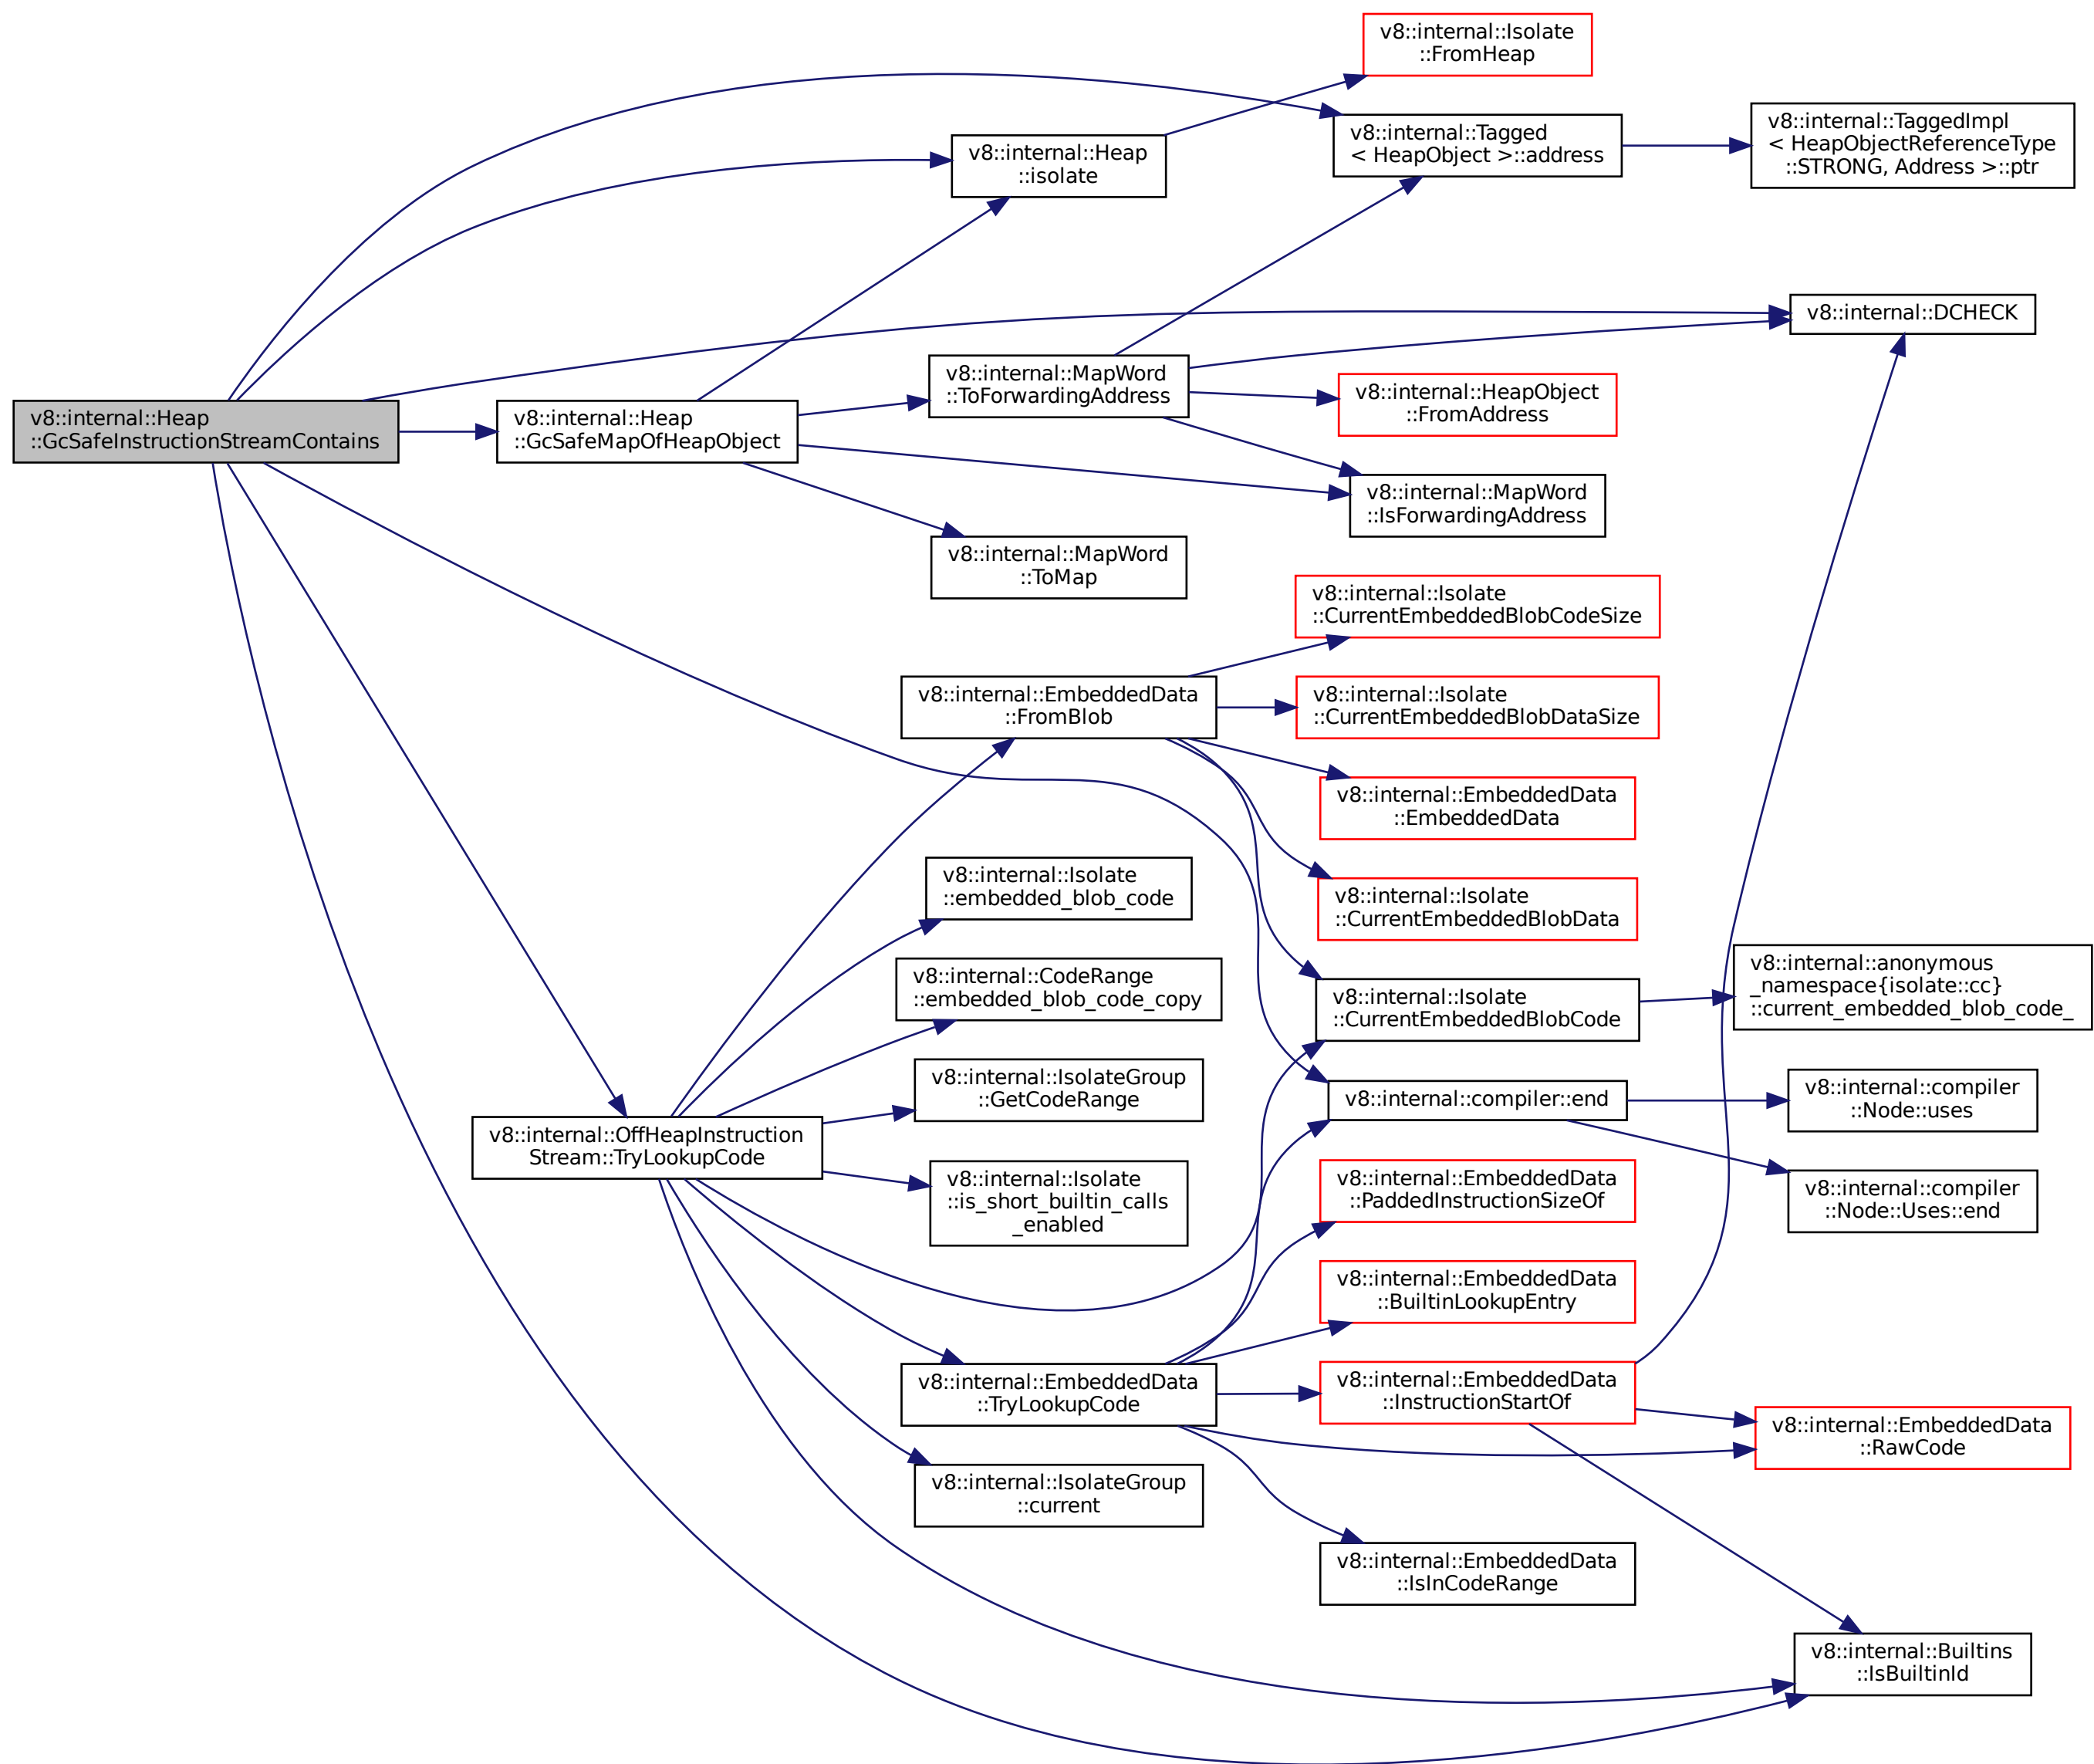 v8::internal::Isolate
::FromHeap
v8::internal::Tagged
< HeapObject >::address
v8::internal::TaggedImpl
< HeapObjectReferenceType
::STRONG, Address >::ptr
v8::internal::Heap
::isolate
v8::internal::DCHECK
v8::internal::MapWord
::ToForwardingAddress
v8::internal::HeapObject
::FromAddress
v8::internal::Heap
::GcSafeInstructionStreamContains
v8::internal::Heap
::GcSafeMapOfHeapObject
v8::internal::MapWord
::IsForwardingAddress
v8::internal::MapWord
::ToMap
v8::internal::Isolate
::CurrentEmbeddedBlobCodeSize
v8::internal::EmbeddedData
::FromBlob
v8::internal::Isolate
::CurrentEmbeddedBlobDataSize
v8::internal::EmbeddedData
::EmbeddedData
v8::internal::Isolate
::embedded_blob_code
v8::internal::Isolate
::CurrentEmbeddedBlobData
v8::internal::CodeRange
::embedded_blob_code_copy
v8::internal::Isolate
::CurrentEmbeddedBlobCode
v8::internal::anonymous
_namespace{isolate::cc}
::current_embedded_blob_code_
v8::internal::IsolateGroup
::GetCodeRange
v8::internal::compiler::end
v8::internal::compiler
::Node::uses
v8::internal::OffHeapInstruction
Stream::TryLookupCode
v8::internal::Isolate
::is_short_builtin_calls
_enabled
v8::internal::EmbeddedData
::PaddedInstructionSizeOf
v8::internal::compiler
::Node::Uses::end
v8::internal::EmbeddedData
::BuiltinLookupEntry
v8::internal::EmbeddedData
::TryLookupCode
v8::internal::EmbeddedData
::InstructionStartOf
v8::internal::EmbeddedData
::RawCode
v8::internal::IsolateGroup
::current
v8::internal::EmbeddedData
::IsInCodeRange
v8::internal::Builtins
::IsBuiltinId